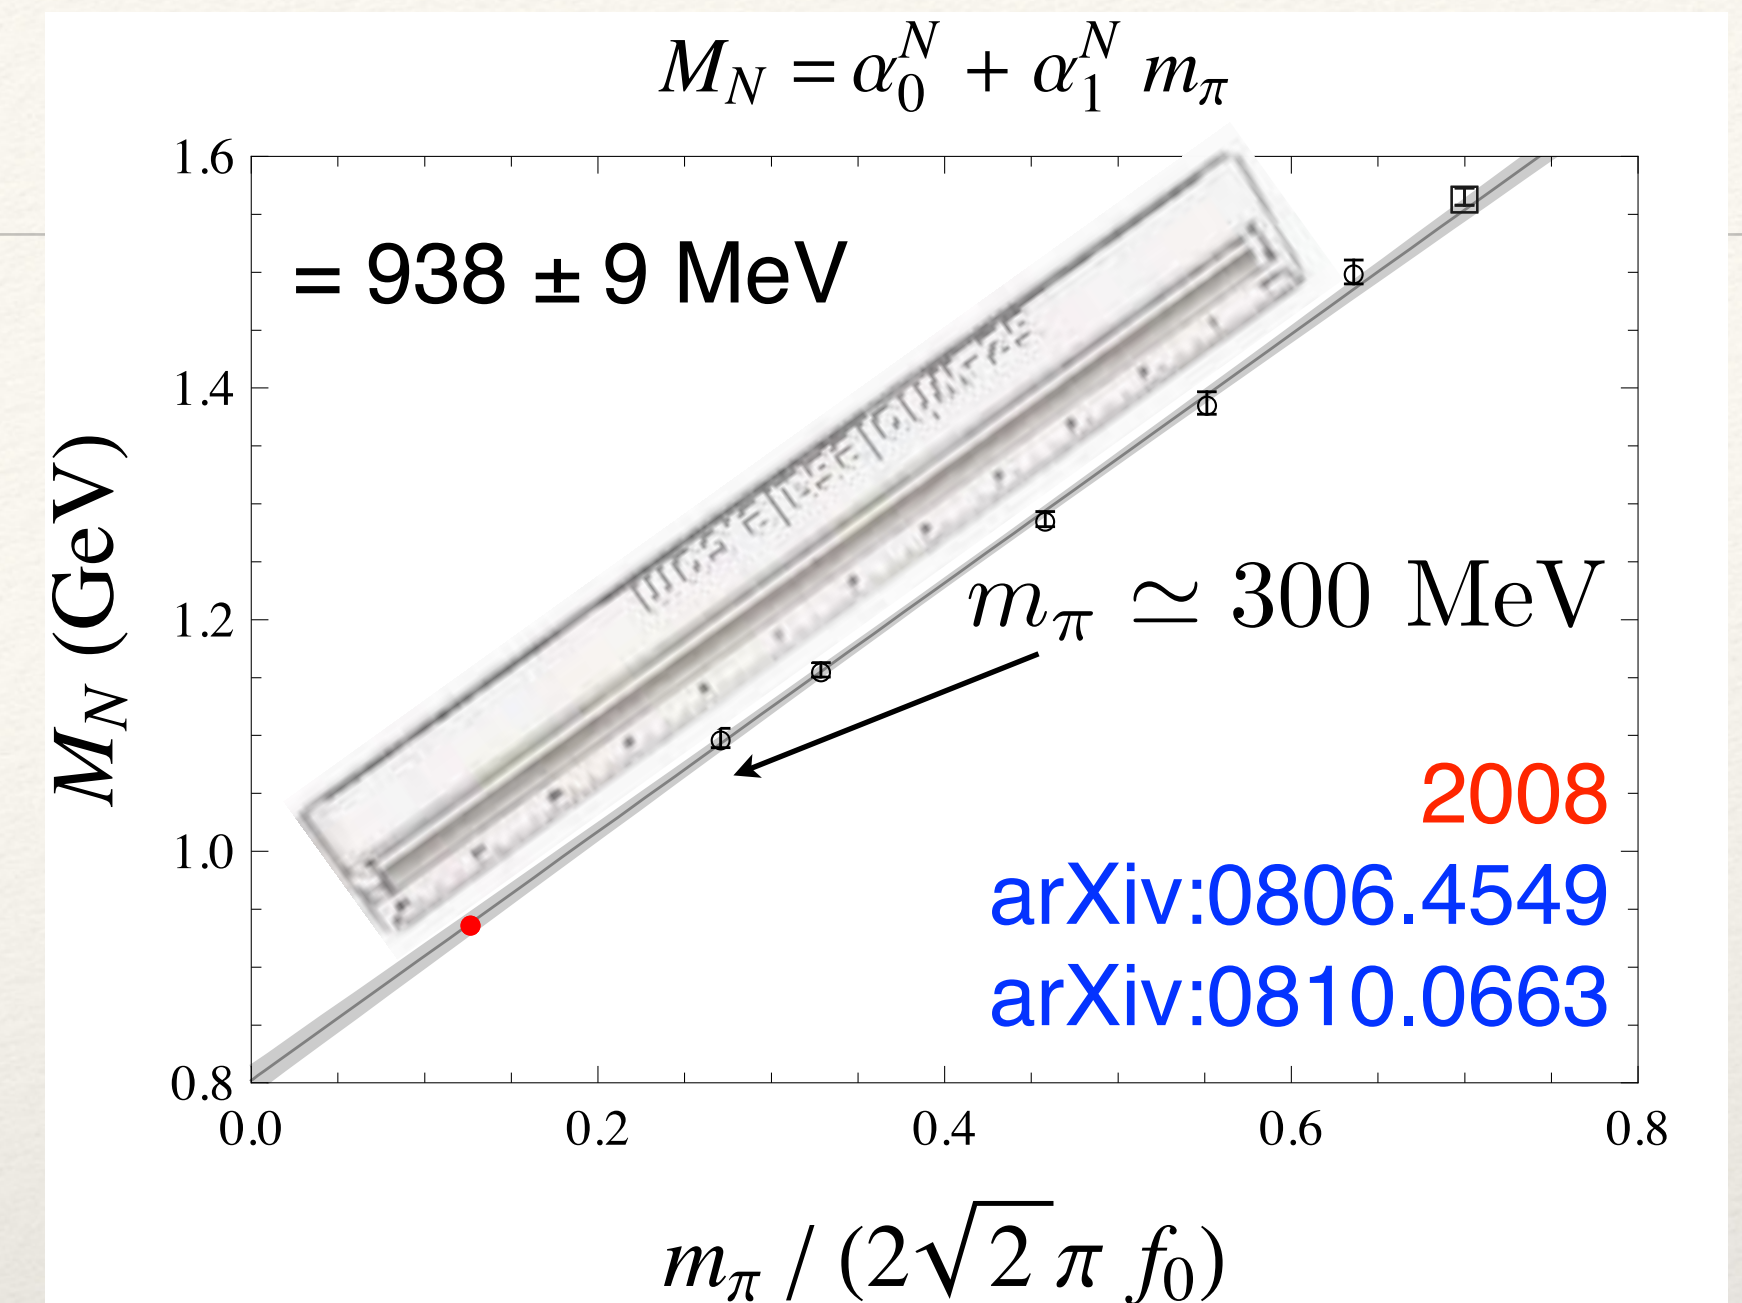 M_N = α_0^N + α_1^N m_π
1.6
= 938 ± 9 MeV
1.4
M_N (GeV)
1.2
m_π ≃ 300 MeV
2008
1.0
arXiv:0806.4549
arXiv:0810.0663
0.8
0.0 0.2 0.4 0.6 0.8
m_π / (2√2 π f_0)